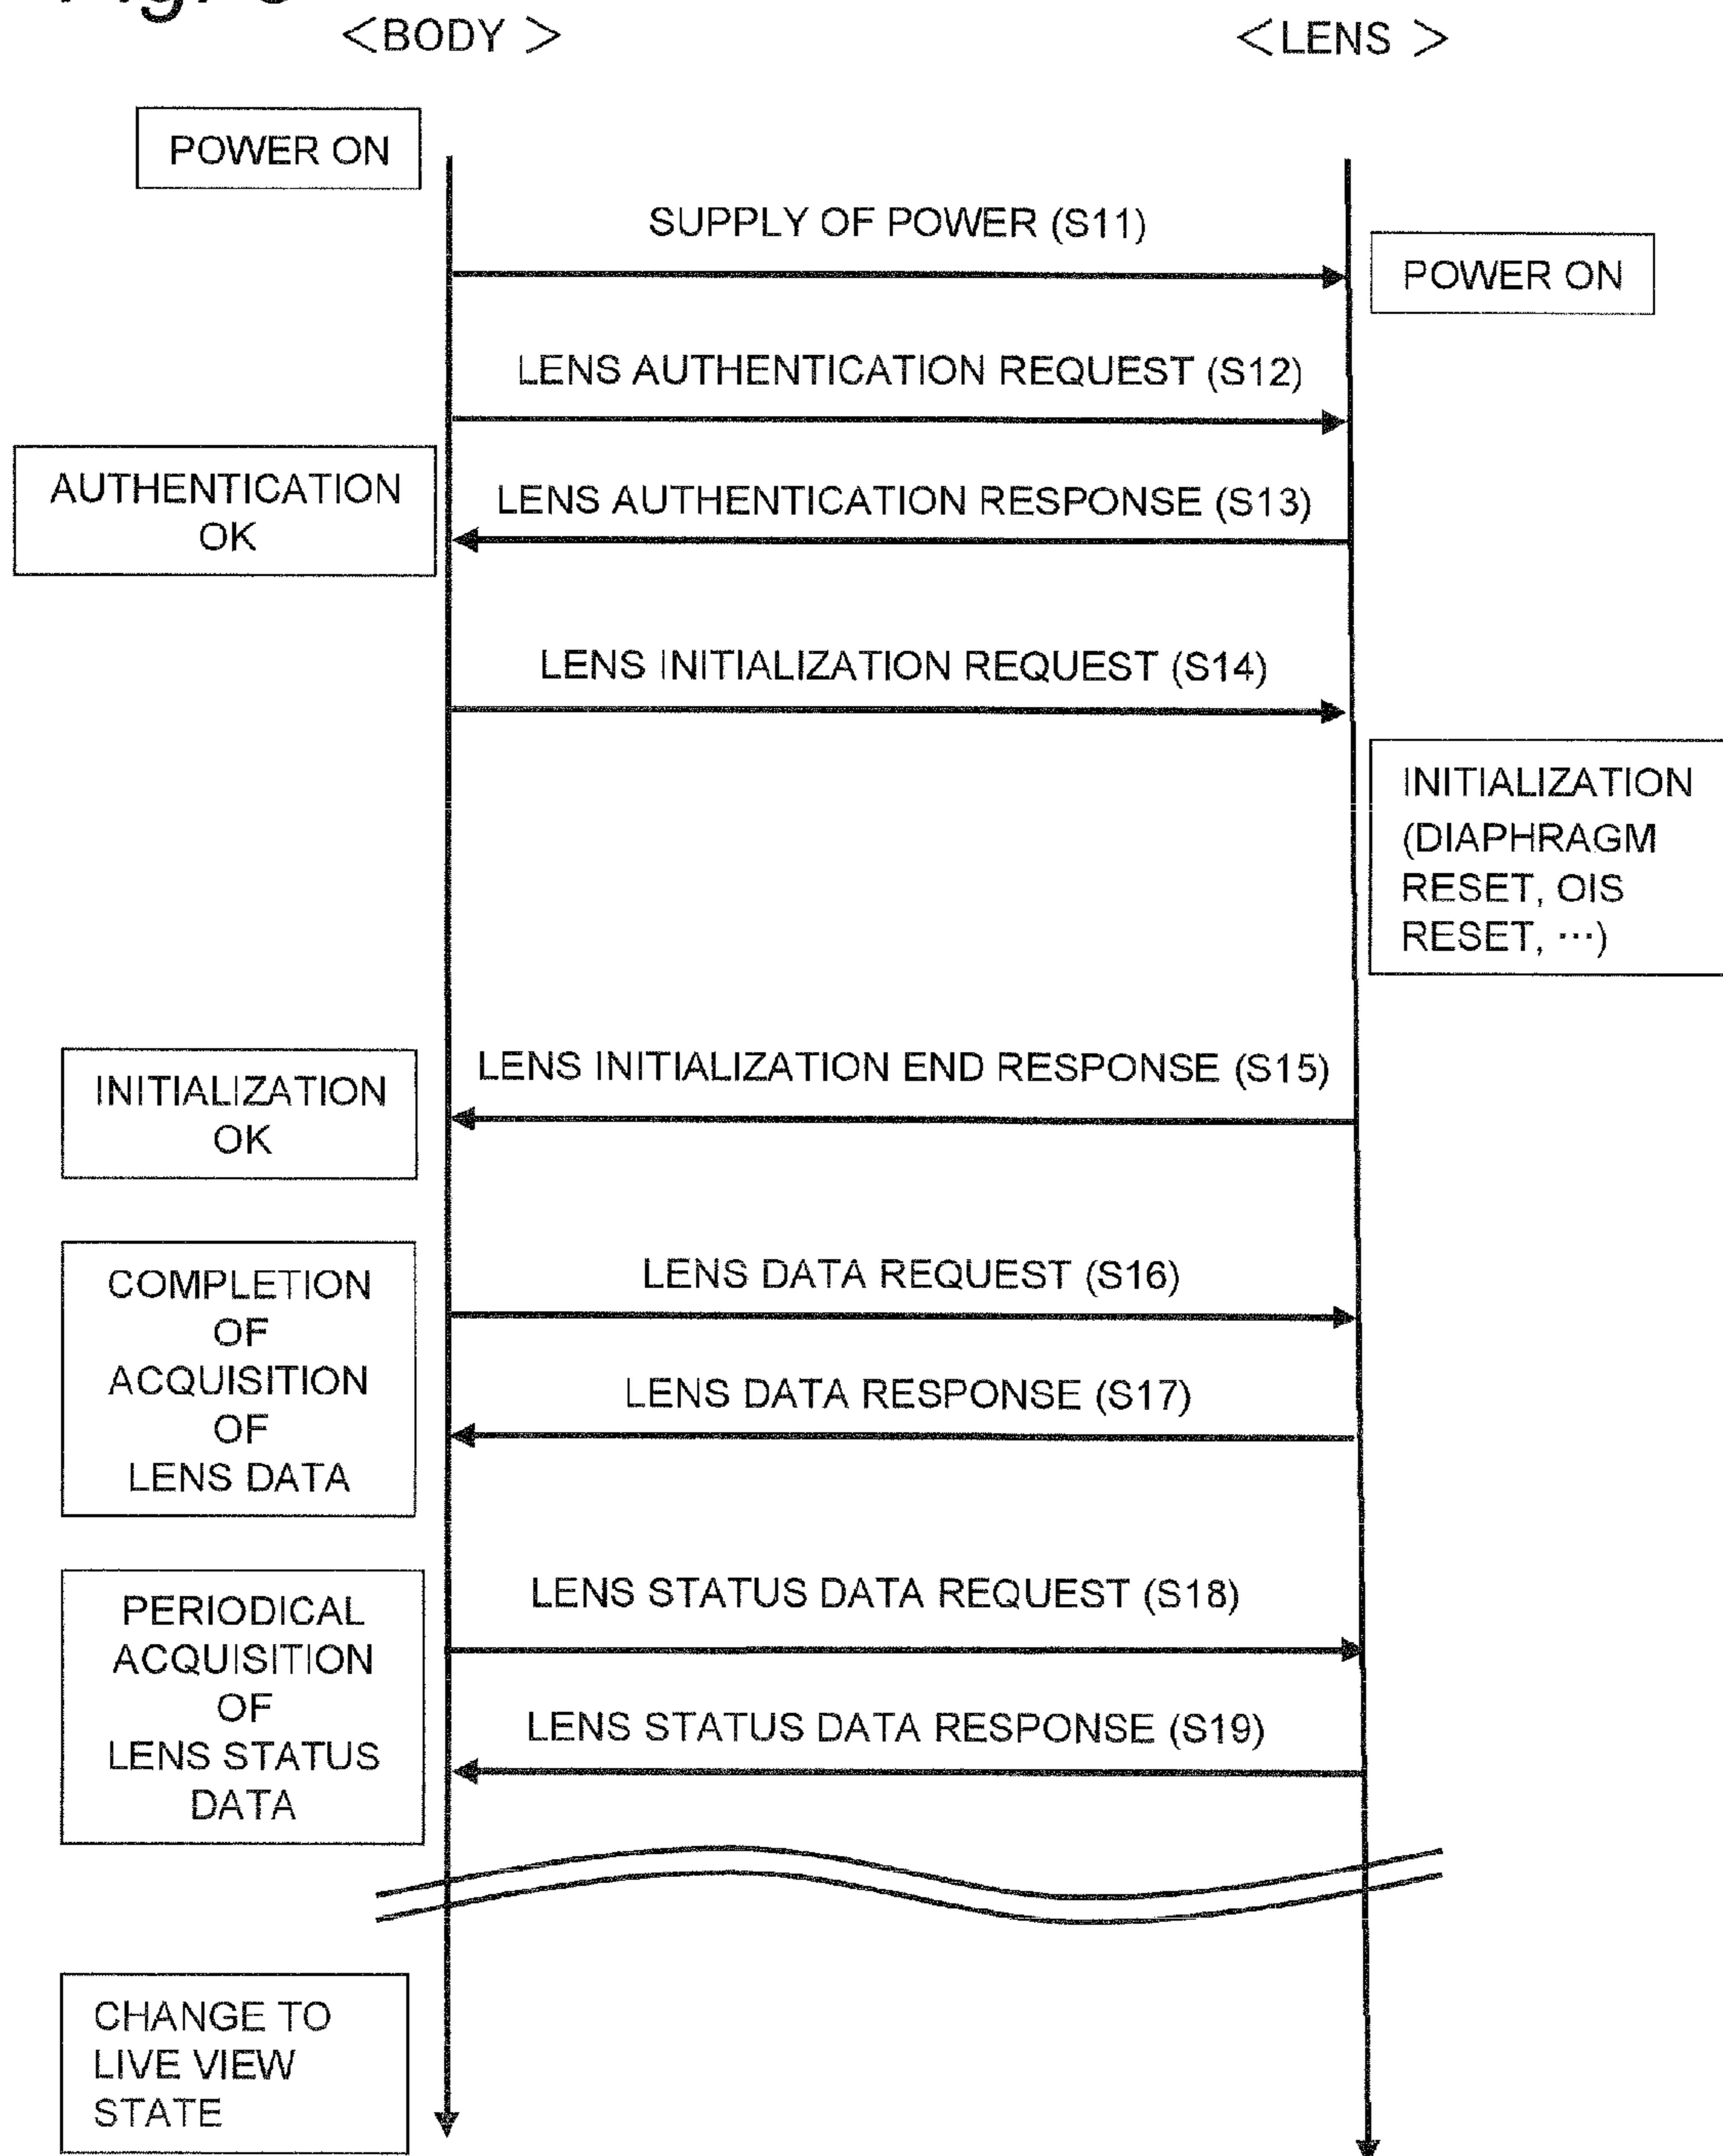 <BODY >
<LENS >
POWER ON
SUPPLY OF POWER (S11)
POWER ON
LENS AUTHENTICATION REQUEST (S12)
AUTHENTICATION
OK
LENS AUTHENTICATION RESPONSE (S13)
LENS INITIALIZATION REQUEST (S14)
INITIALIZATION
(DIAPHRAGM
RESET, OIS
RESET, ···)
LENS INITIALIZATION END RESPONSE (S15)
INITIALIZATION
OK
LENS DATA REQUEST (S16)
COMPLETION
OF
ACQUISITION
OF
LENS DATA
LENS DATA RESPONSE (S17)
LENS STATUS DATA REQUEST (S18)
PERIODICAL
ACQUISITION
OF
LENS STATUS
DATA
LENS STATUS DATA RESPONSE (S19)
CHANGE TO
LIVE VIEW
STATE